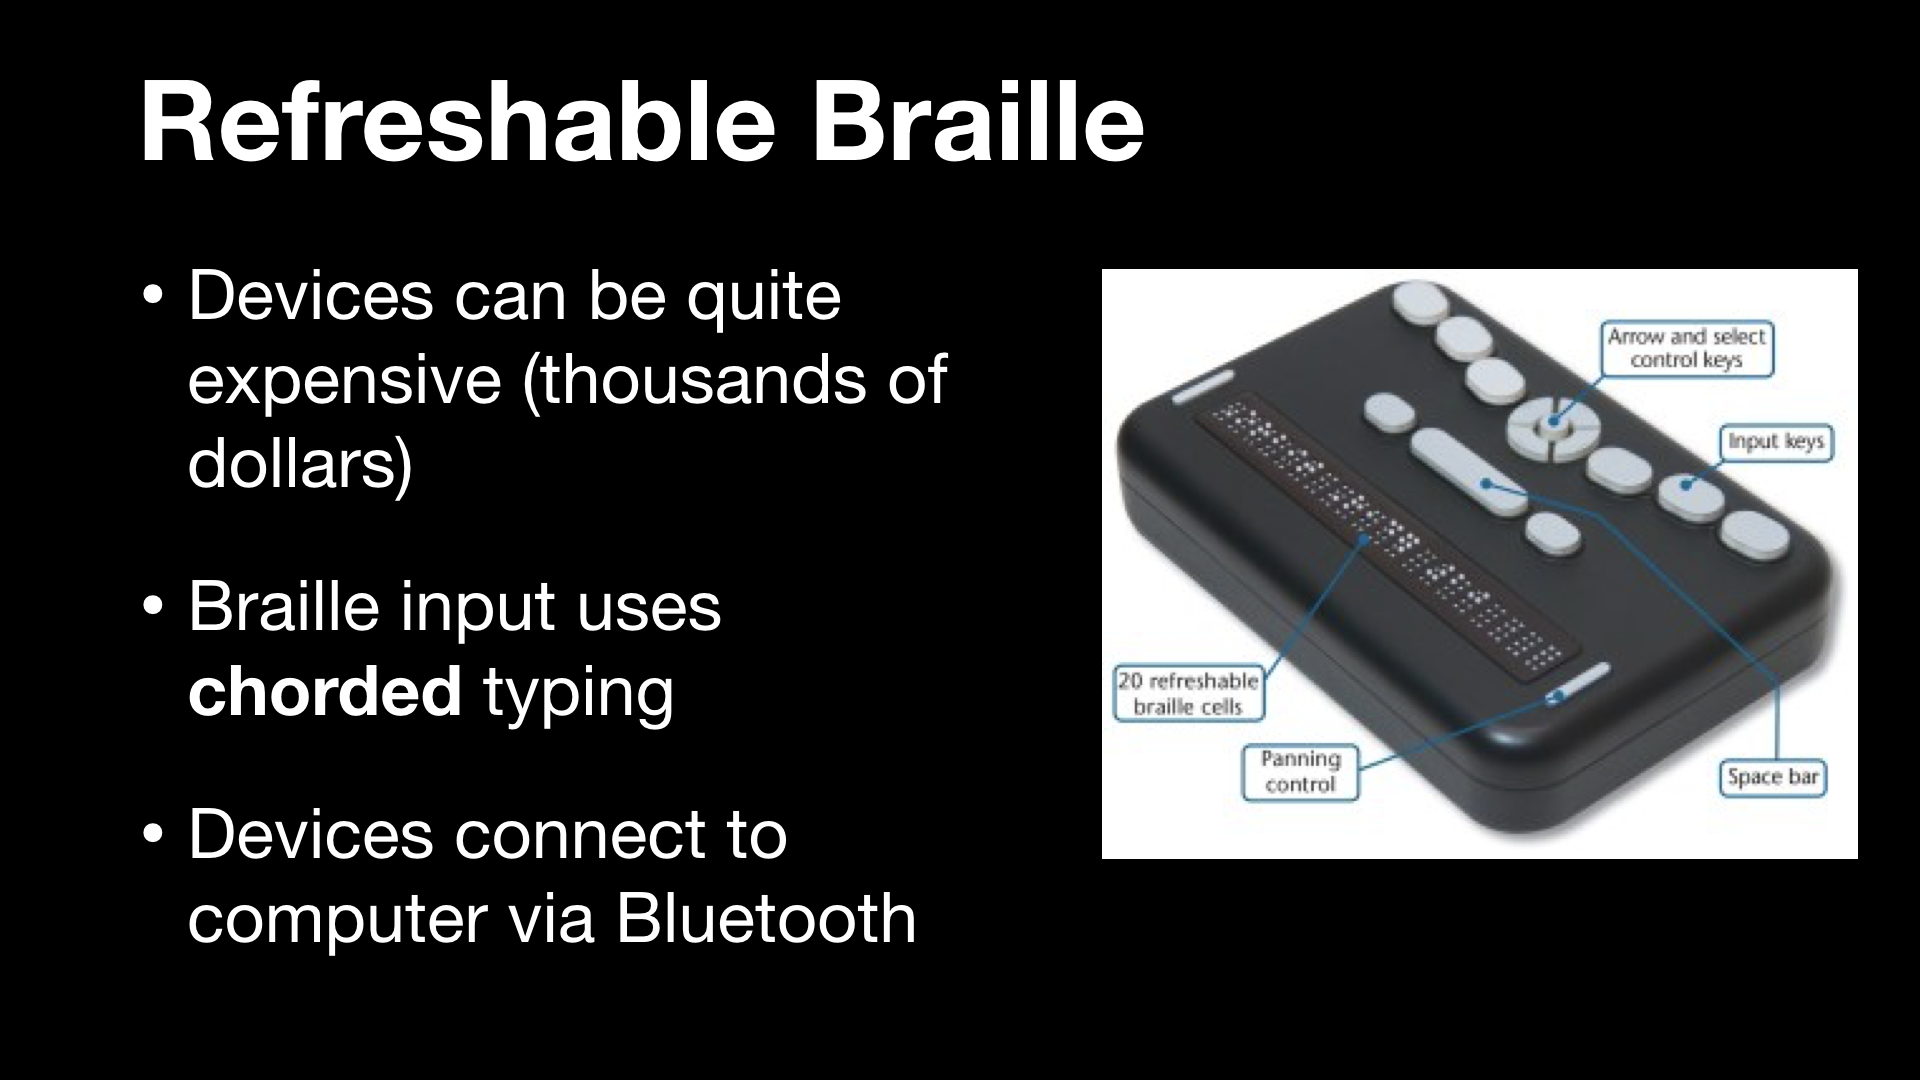 Refreshable Braille
• Devices can be quite
expensive (thousands of
dollars)
• Braille input uses
chorded typing
• Devices connect to
computer via Bluetooth
Arrow and select
control keys
Input keys
20 refreshable
braille cells
Panning
control
Space bar